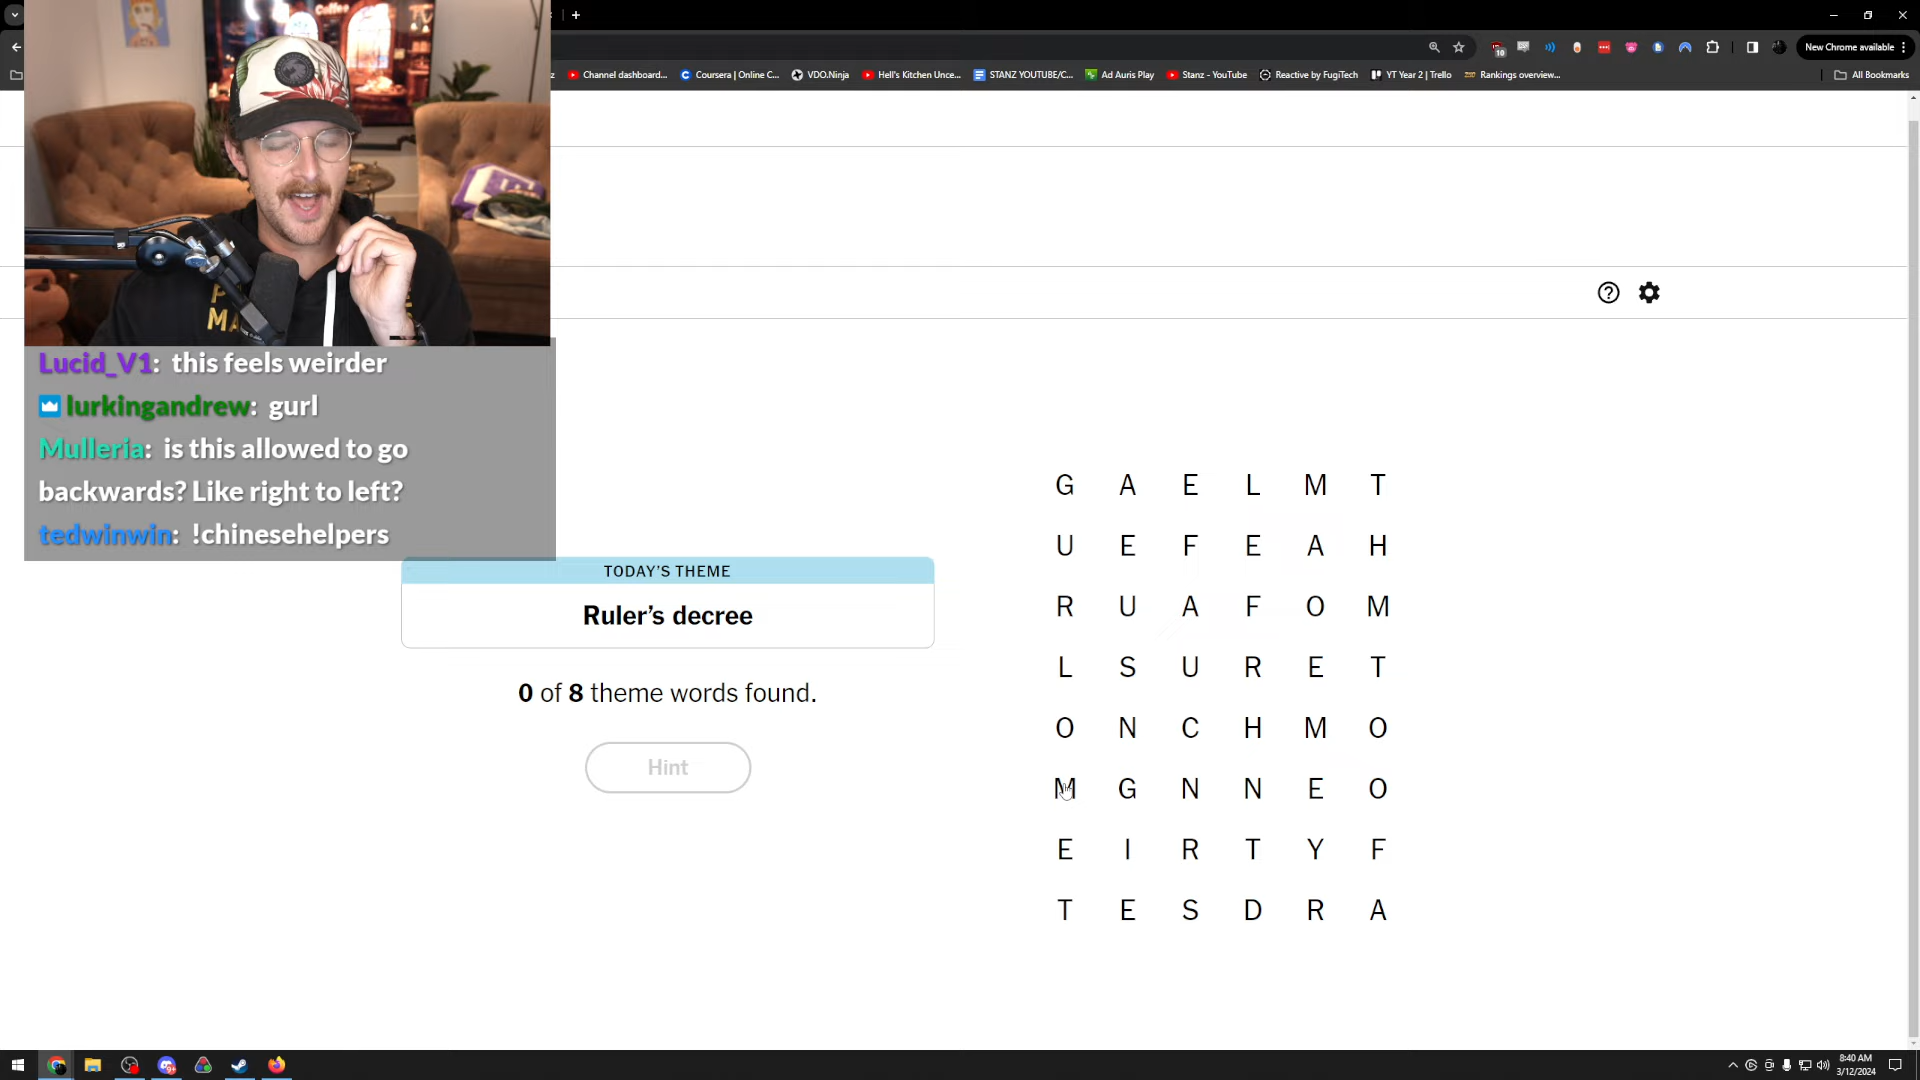 Coffee
New Chrome available
10
Channel dashboard...
Coursera | Online C...
VDO.Ninja
Hell's Kitchen Unce...
STANZ YOUTUBE/C...
Ad Auris Play
Stanz - YouTube
Reactive by FugiTech
YT Year 2 | Trello
Rankings overview...
All Bookmarks
Lucid_V1: this feels weirder
lurkingandrew: gurl
Mulleria: is this allowed to go
backwards? Like right to left?
tedwinwin: !chinesehelpers
TODAY'S THEME
Ruler's decree
0 of 8 theme words found.
Hint
G A E L M T
U E F E A H
R U A F O M
L S U R E T
O N C H M O
M G N N E O
E I R T Y F
T E S D R A
8:40 AM
3/12/2024